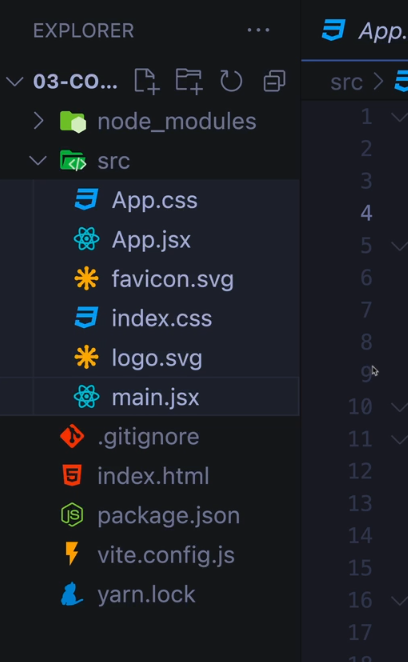 EXPLORER
App.
03-CO...
src
node_modules
src
App.css
App.jsx
favicon.svg
index.css
logo.svg
main.jsx
.gitignore
index.html
package.json
vite.config.js
yarn.lock
1
2
3
4
5
6
7
8
9
10
11
12
13
14
15
16
17